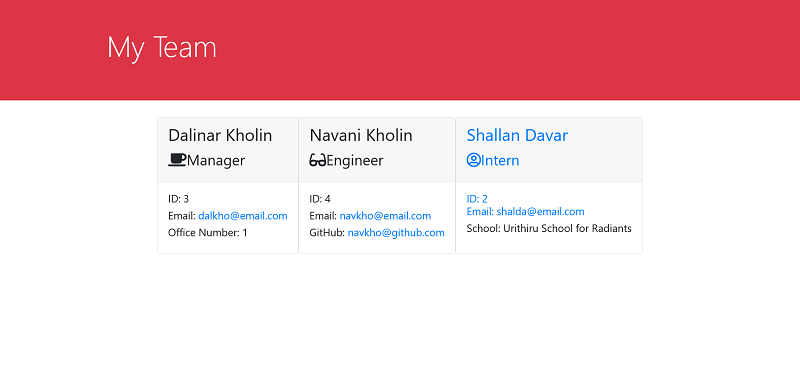 My Team
Dalinar Kholin
Manager
ID: 3
Email: dalkho@email.com
Office Number: 1
Navani Kholin
Engineer
ID: 4
Email: navkho@email.com
GitHub: navkho@github.com
Shallan Davar
Intern
ID: 2
Email: shalda@email.com
School: Urithiru School for Radiants